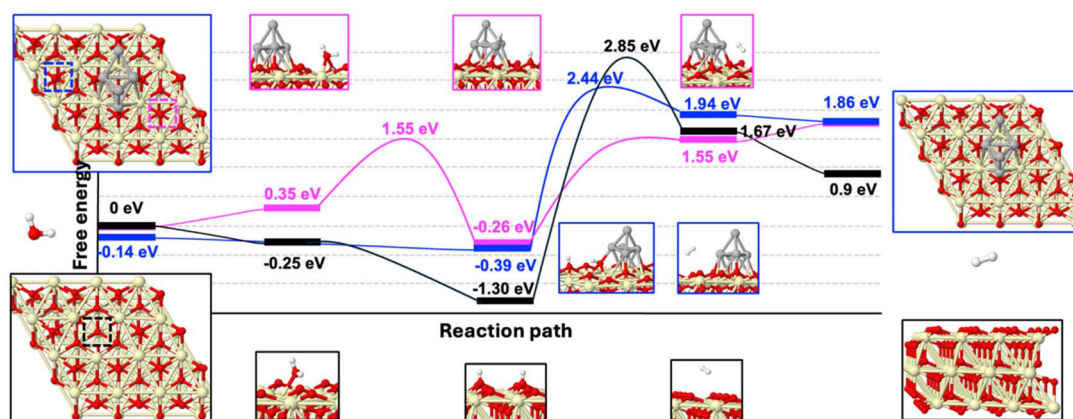 2.85 eV
2.44 eV
1.94 eV
1.86 eV
1.55 eV
1.67 eV
1.55 eV
0.35 eV
0.9 eV
0 eV
-0.26 eV
-0.14 eV
-0.25 eV
-0.39 eV
-1.30 eV
Free energy
Reaction path